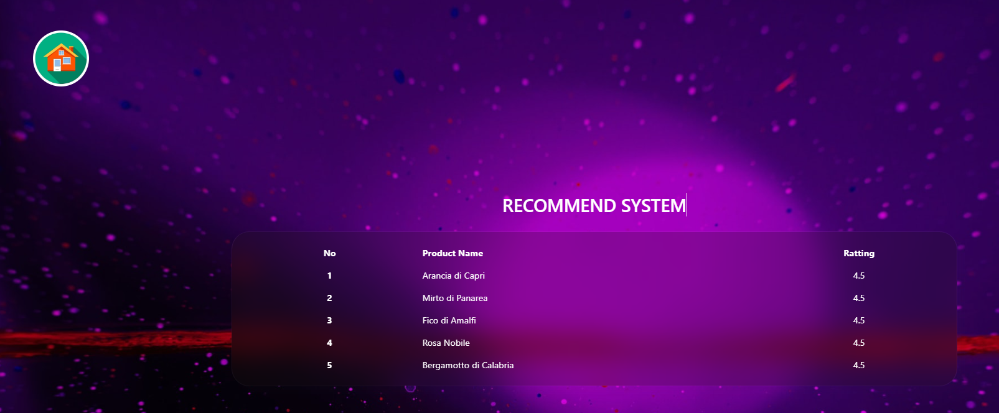 RECOMMEND SYSTEM
No Product Name Ratting
1 Arancia di Capri 4.5
2 Mirto di Panarea 4.5
3 Fico di Amalfi 4.5
4 Rosa Nobile 4.5
5 Bergamotto di Calabria 4.5